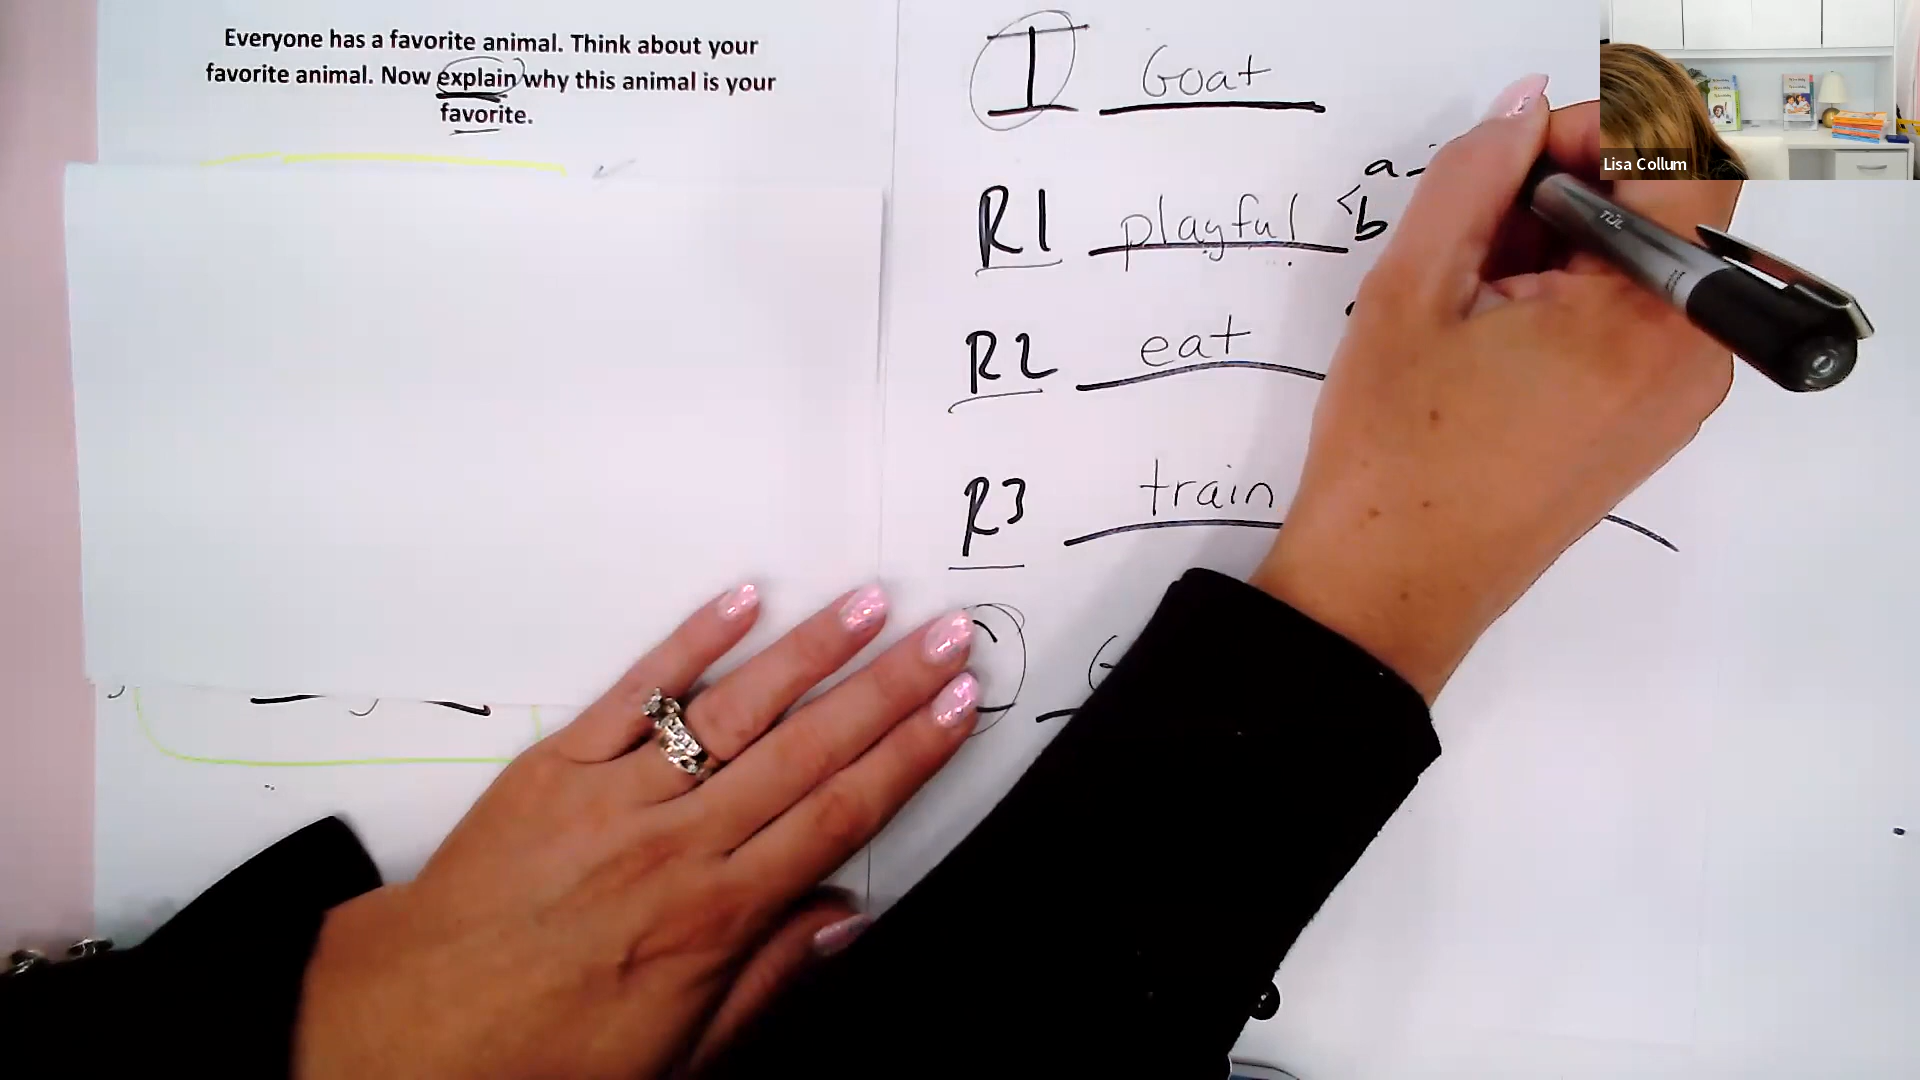 Everyone has a favorite animal. Think about your
favorite animal. Now explain why this animal is your
favorite.
I Goat
R1 playful
a-
b
R2 eat
R3 train
Lisa Collum
TUL